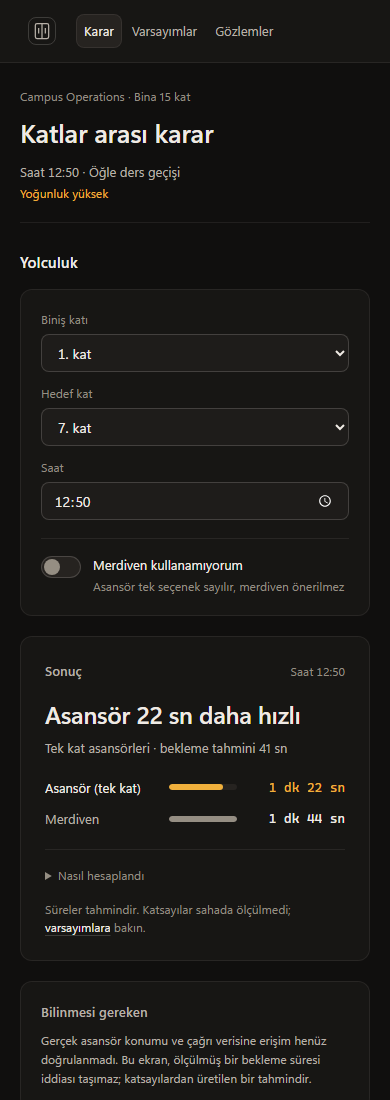 Karar Varsayımlar Gözlemler
Campus Operations · Bina 15 kat
Katlar arası karar
Saat 12:50 · Öğle ders geçişi
Yoğunluk yüksek
Yolculuk
Biniş katı
1. kat
Hedef kat
7. kat
Saat
12:50
Merdiven kullanamıyorum
Asansör tek seçenek sayılır, merdiven önerilmez
Sonuç Saat 12:50
Asansör 22 sn daha hızlı
Tek kat asansörleri · bekleme tahmini 41 sn
Asansör (tek kat) 1 dk 22 sn
Merdiven 1 dk 44 sn
Nasıl hesaplandı
Süreler tahmindir. Katsayılar sahada ölçülmedi;
varsayımlara bakın.
Bilinmesi gereken
Gerçek asansör konumu ve çağrı verisine erişim henüz
doğrulanmadı. Bu ekran, ölçülmüş bir bekleme süresi
iddiası taşımaz; katsayılardan üretilen bir tahmindir.